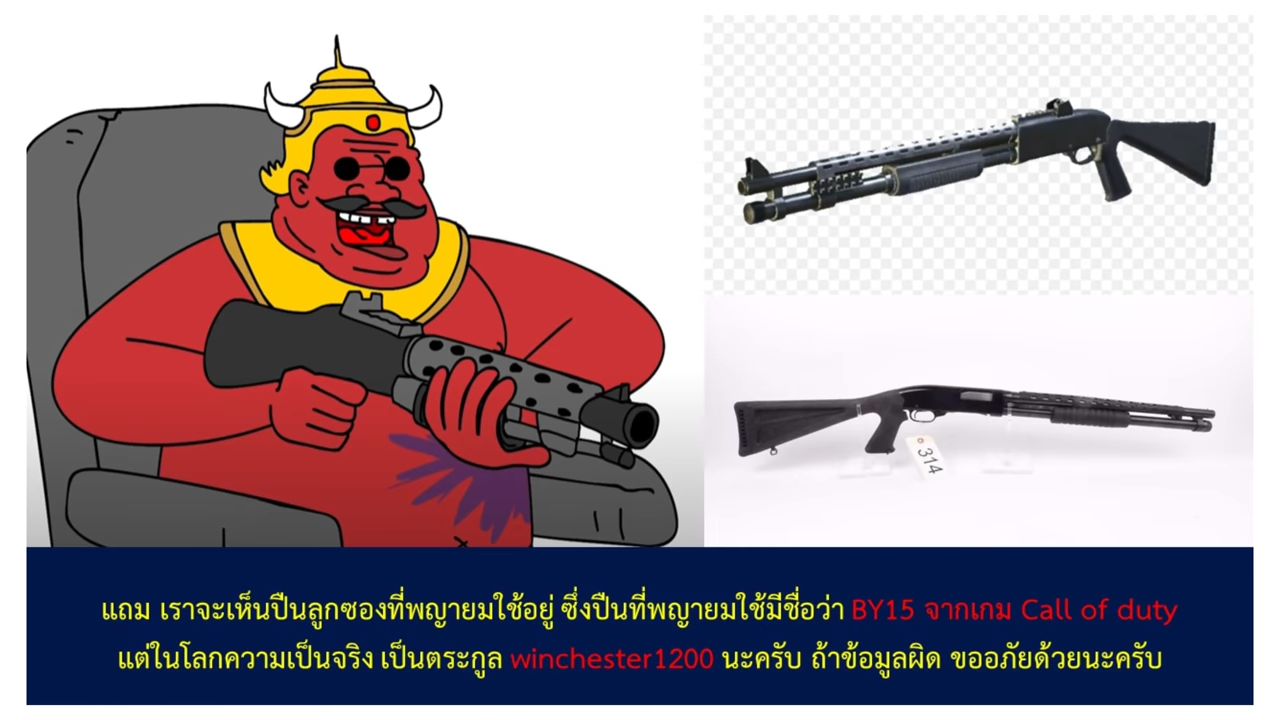 314
แถม เราจะเห็นปืนลูกซองที่พญายมใช้อยู่ ซึ่งปืนที่พญายมใช้มีชื่อว่า BY15 จากเกม Call of duty
แต่ในโลกความเป็นจริง เป็นตระกูล winchester1200 นะครับ ถ้าข้อมูลผิด ขออภัยด้วยนะครับ